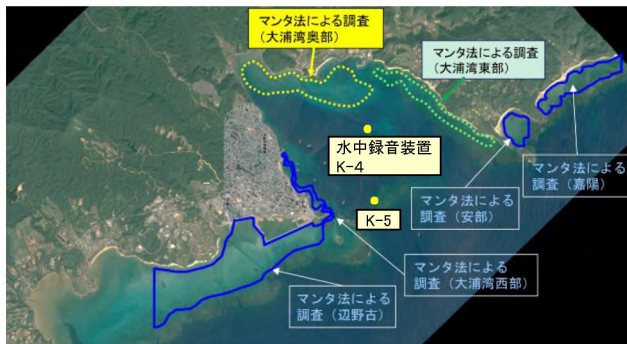 マンタ法による調査
(大浦湾奥部)
マンタ法による調査
(大浦湾東部)
水中録音装置
K-4
マンタ法による
調査(嘉陽)
マンタ法による
調査(安部)
K-5
マンタ法による
調査(大浦湾西部)
マンタ法による
調査(辺野古)